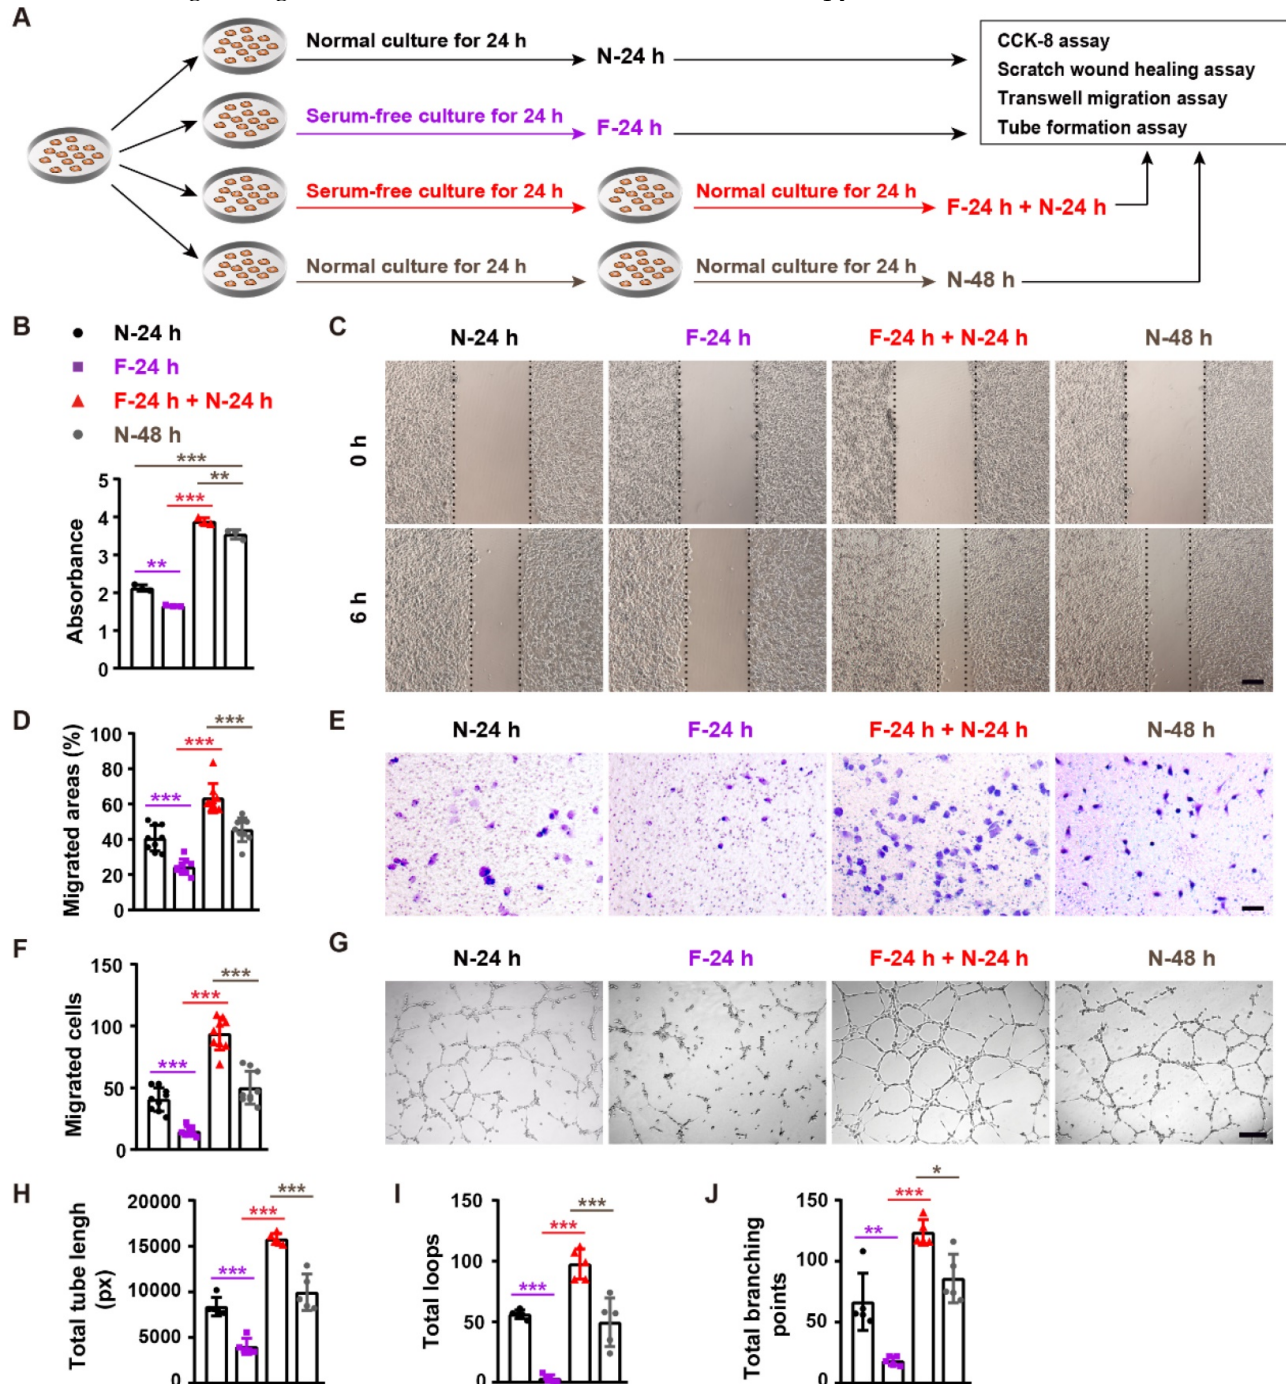 A
Normal culture for 24 h
N-24 h
CCK-8 assay
Scratch wound healing assay
Transwell migration assay
Tube formation assay
Serum-free culture for 24 h
F-24 h
Serum-free culture for 24 h
Normal culture for 24 h
F-24 h + N-24 h
Normal culture for 24 h
Normal culture for 24 h
N-48 h
B
N-24 h
F-24 h
F-24 h + N-24 h
N-48 h
***
**
***
**
5
4
3
2
1
0
Absorbance
C
N-24 h
F-24 h
F-24 h + N-24 h
N-48 h
0 h
6 h
D
Migrated areas (%)
100
80
60
40
20
0
***
***
***
E
N-24 h
F-24 h
F-24 h + N-24 h
N-48 h
F
Migrated cells
150
100
50
0
***
***
***
G
N-24 h
F-24 h
F-24 h + N-24 h
N-48 h
H
Total tube lengh
(px)
20000
15000
10000
5000
0
***
***
***
I
Total loops
150
100
50
0
***
***
***
J
Total branching
points
150
100
50
0
*
***
**